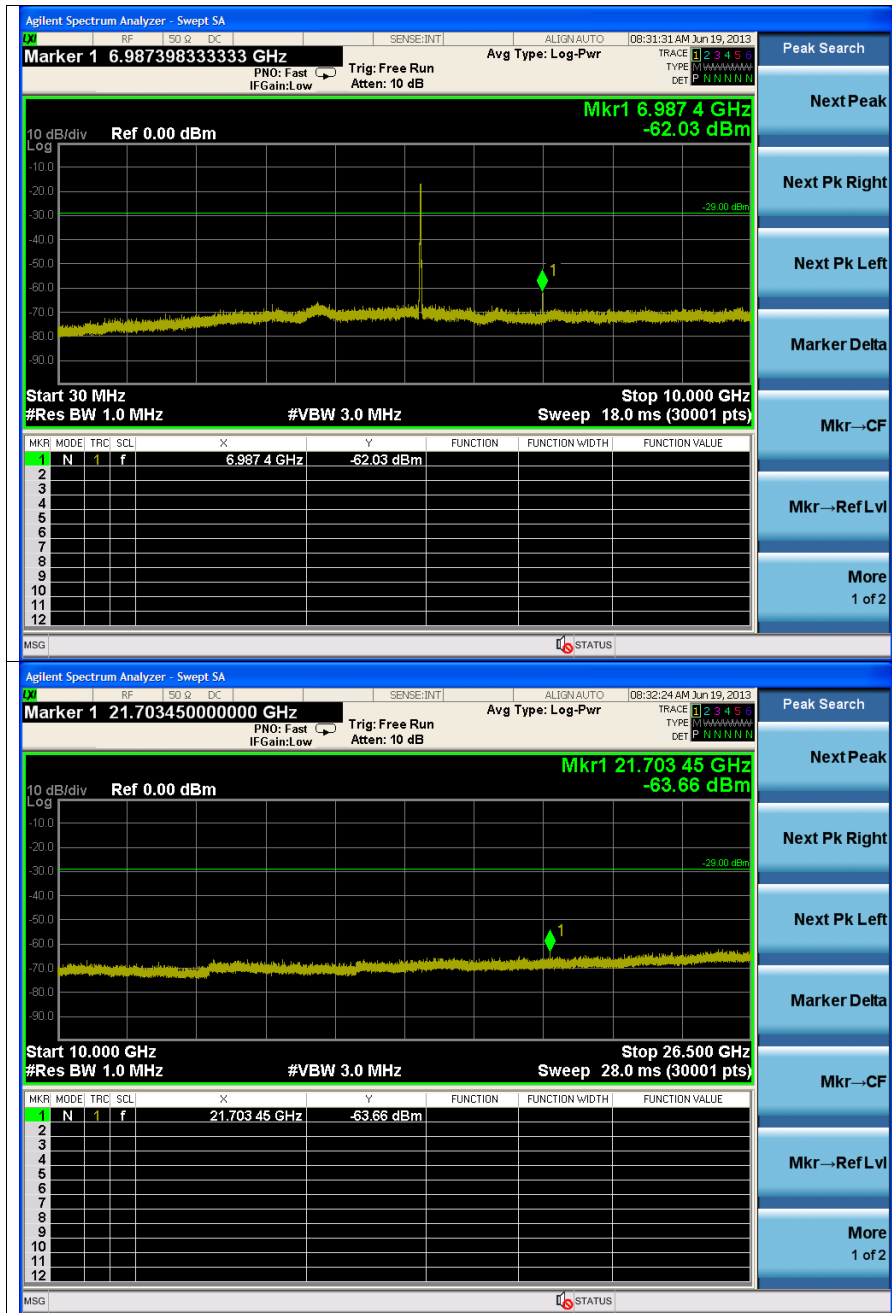 Agilent Spectrum Analyzer - Swept SA
LXI RF 50 Ω DC SENSE:INT ALIGN AUTO 08:31:31 AM Jun 19, 2013
Marker 1 6.987398333333 GHz
PNO: Fast
IFGain:Low
Trig: Free Run
Atten: 10 dB
Avg Type: Log-Pwr
TRACE 1 2 3 4 5 6
TYPE M WWWWW
DET P N N N N N
Mkr1 6.987 4 GHz
-62.03 dBm
10 dB/div Ref 0.00 dBm
Log
-10.0
-20.0
-29.00 dBm
-30.0
-40.0
-50.0
1
-60.0
-70.0
-80.0
-90.0
Start 30 MHz Stop 10.000 GHz
#Res BW 1.0 MHz #VBW 3.0 MHz Sweep 18.0 ms (30001 pts)
MKR MODE TRC SCL X Y FUNCTION FUNCTION WIDTH FUNCTION VALUE
1 N 1 f 6.987 4 GHz -62.03 dBm
2
3
4
5
6
7
8
9
10
11
12
MSG STATUS
Peak Search
Next Peak
Next Pk Right
Next Pk Left
Marker Delta
Mkr→CF
Mkr→Ref Lvl
More
1 of 2
Agilent Spectrum Analyzer - Swept SA
LXI RF 50 Ω DC SENSE:INT ALIGN AUTO 08:32:24 AM Jun 19, 2013
Marker 1 21.703450000000 GHz
PNO: Fast
IFGain:Low
Trig: Free Run
Atten: 10 dB
Avg Type: Log-Pwr
TRACE 1 2 3 4 5 6
TYPE M WWWWW
DET P N N N N N
Mkr1 21.703 45 GHz
-63.66 dBm
10 dB/div Ref 0.00 dBm
Log
-10.0
-20.0
-29.00 dBm
-30.0
-40.0
-50.0
1
-60.0
-70.0
-80.0
-90.0
Start 10.000 GHz Stop 26.500 GHz
#Res BW 1.0 MHz #VBW 3.0 MHz Sweep 28.0 ms (30001 pts)
MKR MODE TRC SCL X Y FUNCTION FUNCTION WIDTH FUNCTION VALUE
1 N 1 f 21.703 45 GHz -63.66 dBm
2
3
4
5
6
7
8
9
10
11
12
MSG STATUS
Peak Search
Next Peak
Next Pk Right
Next Pk Left
Marker Delta
Mkr→CF
Mkr→Ref Lvl
More
1 of 2